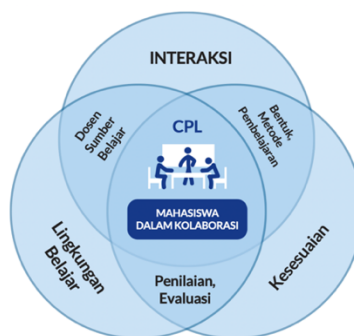 INTERAKSI
Dosen
Sumber
Belajar
CPL
Bentuk,
Metode
Pembelajaran
MAHASISWA
DALAM KOLABORASI
Lingkungan
Belajar
Penilaian,
Evaluasi
Kesesuaian